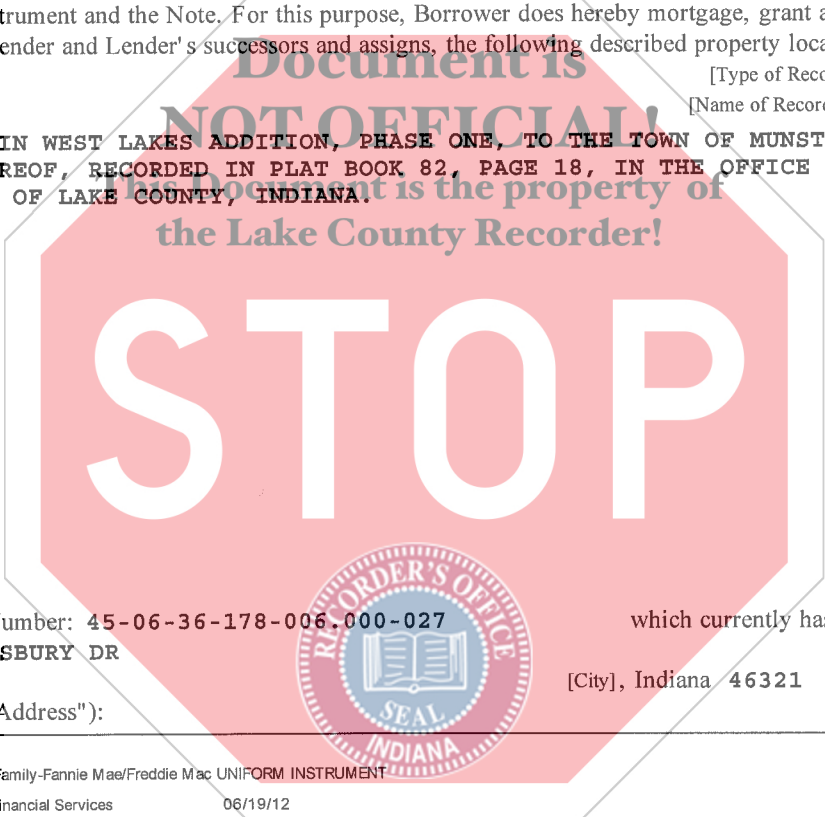 trument and the Note. For this purpose, Borrower does hereby mortgage, grant a
ender and Lender's successors and assigns, the following described property loca
Document is
[Type of Reco
[Name of Record
NOT OFFICIAL!
IN WEST LAKES ADDITION, PHASE ONE, TO THE TOWN OF MUNST
REOF, RECORDED IN PLAT BOOK 82, PAGE 18, IN THE OFFICE
This Document is the property of
OF LAKE COUNTY, INDIANA.
the Lake County Recorder!
STOP
RECORDER'S OFFICE
SEAL
INDIANA
umber: 45-06-36-178-006.000-027 which currently ha
SBURY DR
[City], Indiana 46321
Address"):
Family-Fannie Mae/Freddie Mac UNIFORM INSTRUMENT
inancial Services 06/19/12